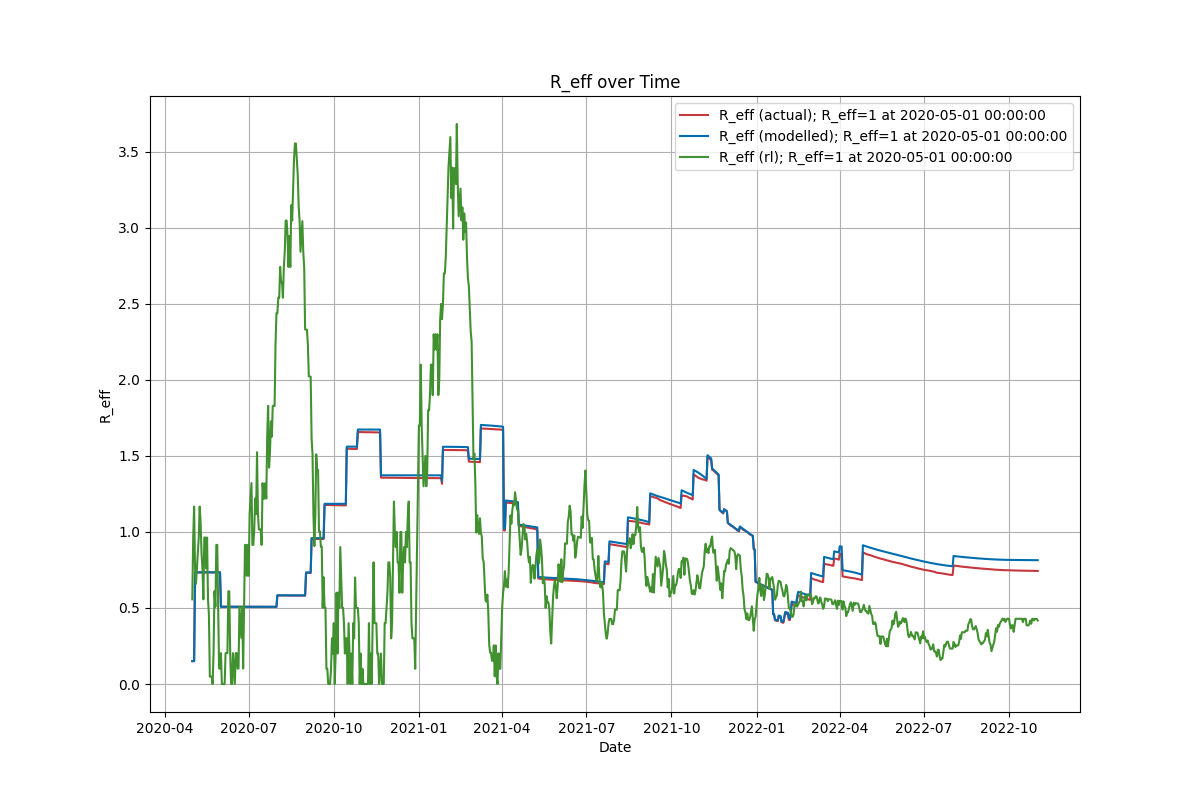 R_eff over Time
R_eff (actual); R_eff=1 at 2020-05-01 00:00:00
R_eff (modelled); R_eff=1 at 2020-05-01 00:00:00
R_eff (rl); R_eff=1 at 2020-05-01 00:00:00
R_eff
3.5
3.0
2.5
2.0
1.5
1.0
0.5
0.0
2020-04 2020-07 2020-10 2021-01 2021-04 2021-07 2021-10 2022-01 2022-04 2022-07 2022-10
Date